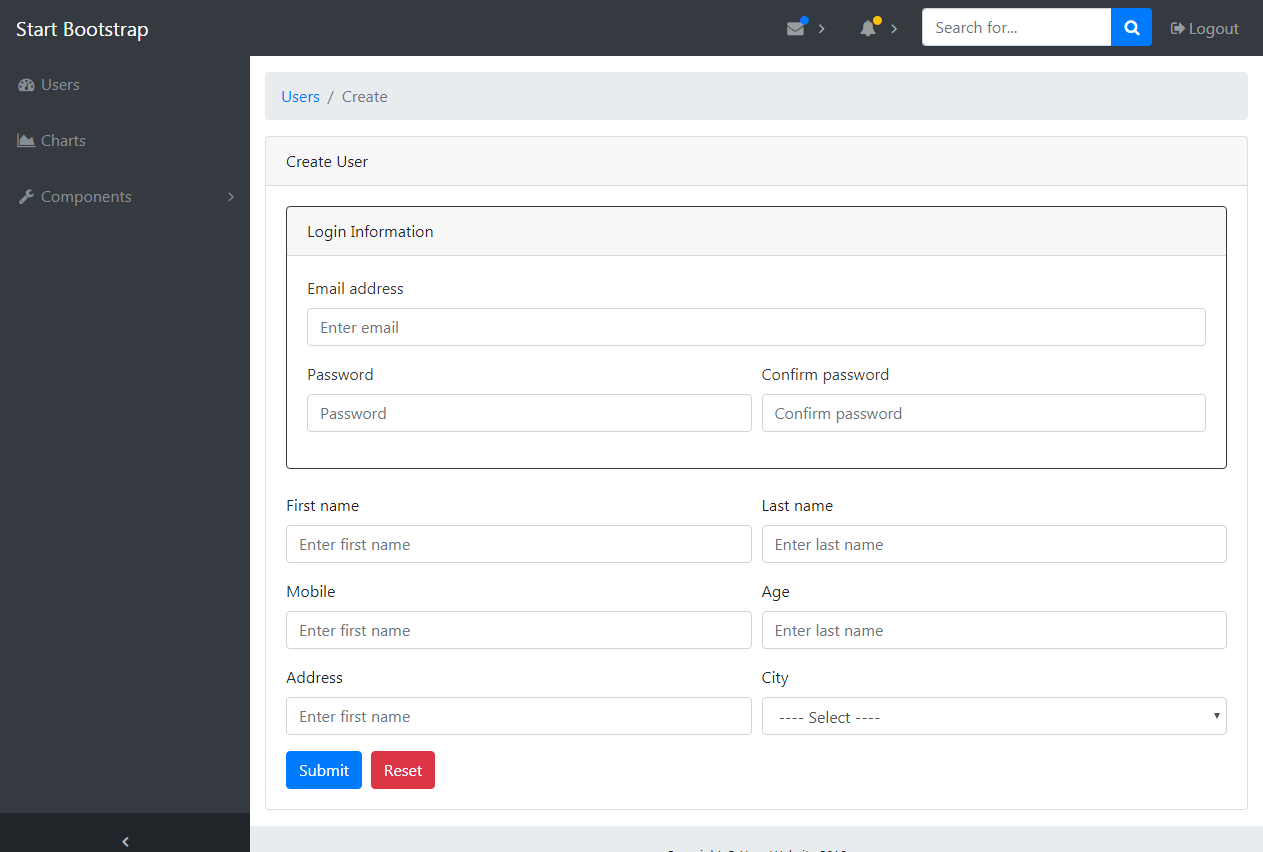 Start Bootstrap
Search for...
Logout
Users
Charts
Components
Users / Create
Create User
Login Information
Email address
Enter email
Password Confirm password
Password Confirm password
First name Last name
Enter first name Enter last name
Mobile Age
Enter first name Enter last name
Address City
Enter first name ---- Select ----
Submit Reset